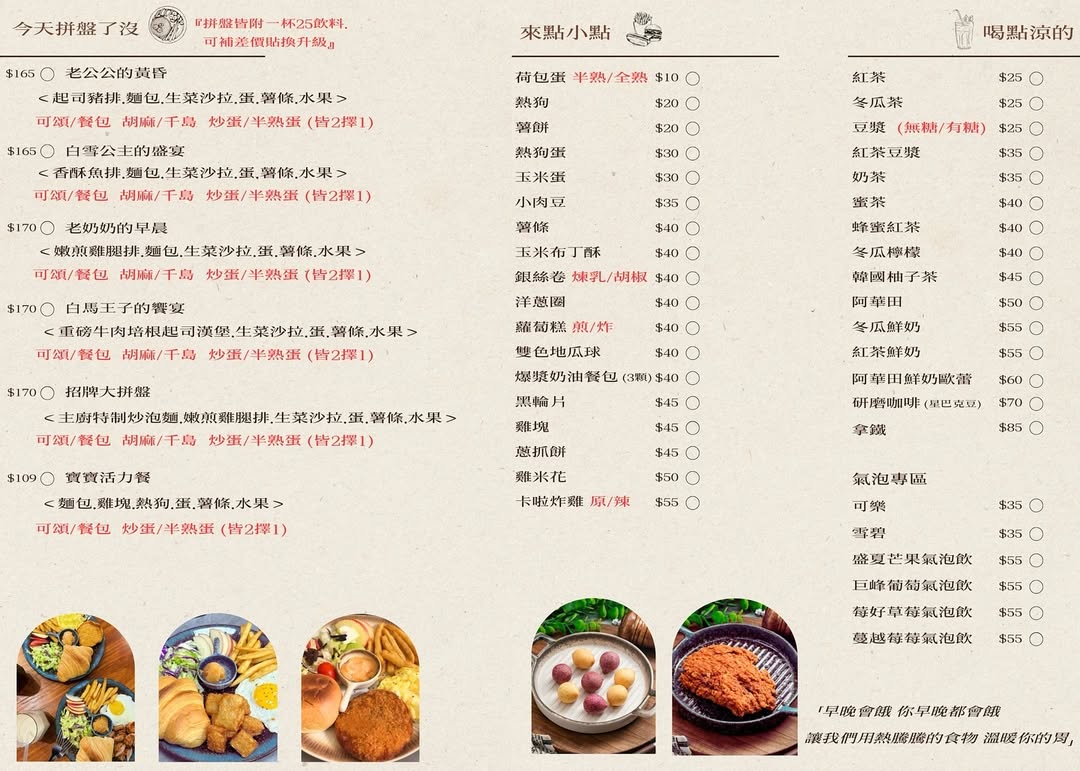 今天拼盤了沒
『拼盤皆附一杯25飲料.
可補差價貼換升級』
$165 老公公的黃昏
<起司豬排.麵包.生菜沙拉.蛋.薯條.水果>
可頌/餐包 胡麻/千島 炒蛋/半熟蛋 (皆2擇1)
$165 白雪公主的盛宴
<香酥魚排.麵包.生菜沙拉.蛋.薯條.水果>
可頌/餐包 胡麻/千島 炒蛋/半熟蛋 (皆2擇1)
$170 老奶奶的早晨
<嫩煎雞腿排.麵包.生菜沙拉.蛋.薯條.水果>
可頌/餐包 胡麻/千島 炒蛋/半熟蛋 (皆2擇1)
$170 白馬王子的饗宴
<重磅牛肉培根起司漢堡.生菜沙拉.蛋.薯條.水果>
可頌/餐包 胡麻/千島 炒蛋/半熟蛋 (皆2擇1)
$170 招牌大拼盤
<主廚特制炒泡麵.嫩煎雞腿排.生菜沙拉.蛋.薯條.水果>
可頌/餐包 胡麻/千島 炒蛋/半熟蛋 (皆2擇1)
$109 寶寶活力餐
<麵包.雞塊.熱狗.蛋.薯條.水果>
可頌/餐包 炒蛋/半熟蛋 (皆2擇1)
來點小點
荷包蛋 半熟/全熟 $10
熱狗 $20
薯餅 $20
熱狗蛋 $30
玉米蛋 $30
小肉豆 $35
薯條 $40
玉米布丁酥 $40
銀絲卷 煉乳/胡椒 $40
洋蔥圈 $40
蘿蔔糕 煎/炸 $40
雙色地瓜球 $40
爆漿奶油餐包 (3顆) $40
黑輪片 $45
雞塊 $45
蔥抓餅 $45
雞米花 $50
卡啦炸雞 原/辣 $55
喝點涼的
紅茶 $25
冬瓜茶 $25
豆漿 (無糖/有糖) $25
紅茶豆漿 $35
奶茶 $35
蜜茶 $40
蜂蜜紅茶 $40
冬瓜檸檬 $40
韓國柚子茶 $45
阿華田 $50
冬瓜鮮奶 $55
紅茶鮮奶 $55
阿華田鮮奶歐蕾 $60
研磨咖啡 (星巴克豆) $70
拿鐵 $85
氣泡專區
可樂 $35
雪碧 $35
盛夏芒果氣泡飲 $55
巨峰葡萄氣泡飲 $55
莓好草莓氣泡飲 $55
蔓越莓莓氣泡飲 $55
「早晚會餓 你早晚都會餓
讓我們用熱騰騰的食物 溫暖你的胃」